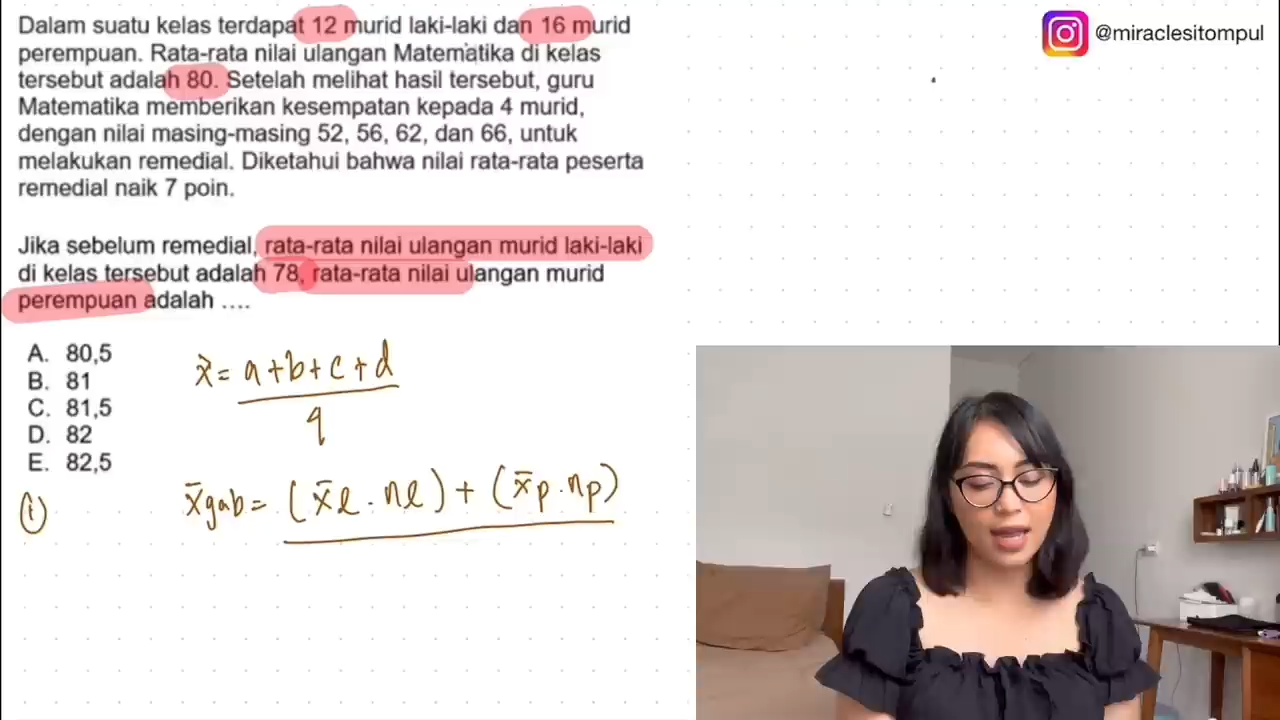 Dalam suatu kelas terdapat 12 murid laki-laki dan 16 murid
perempuan. Rata-rata nilai ulangan Matematika di kelas
tersebut adalah 80. Setelah melihat hasil tersebut, guru
Matematika memberikan kesempatan kepada 4 murid,
dengan nilai masing-masing 52, 56, 62, dan 66, untuk
melakukan remedial. Diketahui bahwa nilai rata-rata peserta
remedial naik 7 poin.
Jika sebelum remedial, rata-rata nilai ulangan murid laki-laki
di kelas tersebut adalah 78, rata-rata nilai ulangan murid
perempuan adalah ....
A. 80,5
B. 81
C. 81,5
D. 82
E. 82,5
x̄ = a+b+c+d
4
(i)
x̄gab = (x̄l . nl) + (x̄p . np)
@miraclesitompul